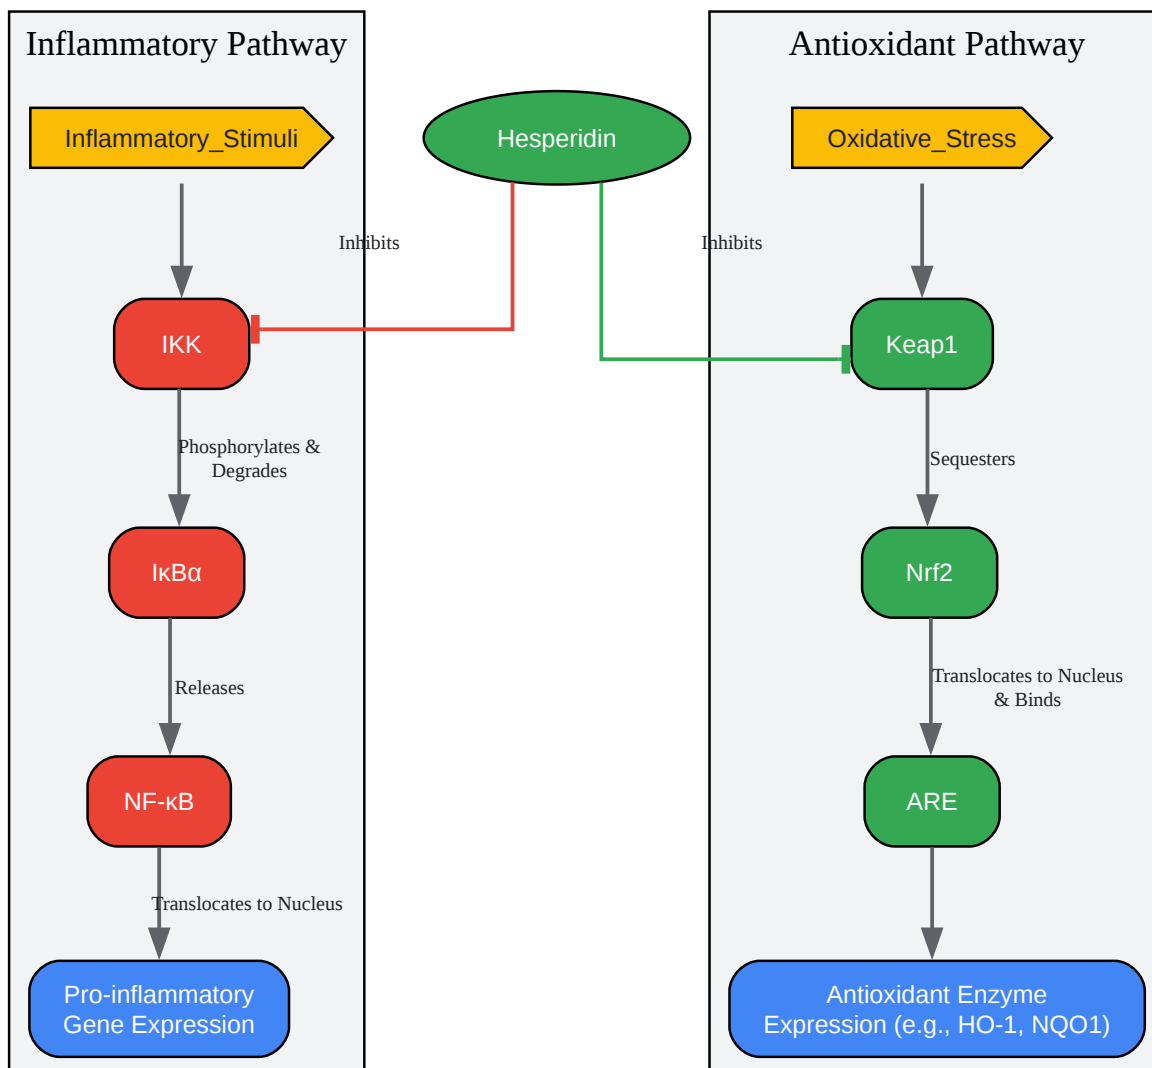 Inflammatory Pathway
Inflammatory_Stimuli
IKK
Phosphorylates &
Degrades
IκBα
Releases
NF-κB
Translocates to Nucleus
Pro-inflammatory
Gene Expression
Hesperidin
Inhibits
Inhibits
Antioxidant Pathway
Oxidative_Stress
Keap1
Sequesters
Nrf2
Translocates to Nucleus
& Binds
ARE
Antioxidant Enzyme
Expression (e.g., HO-1, NQO1)